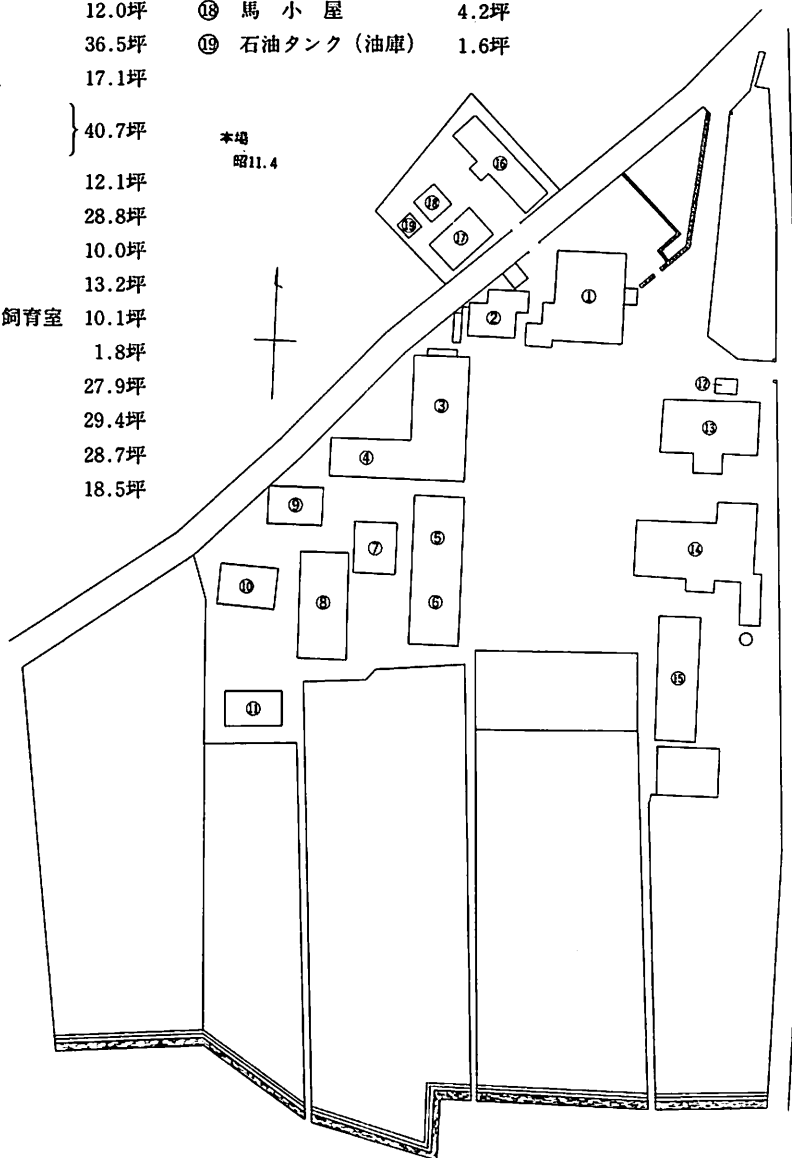 12.0坪 ⑱ 馬小屋 4.2坪
36.5坪 ⑲ 石油タンク(油庫) 1.6坪
17.1坪
40.7坪
12.1坪
28.8坪
10.0坪
13.2坪
飼育室 10.1坪
1.8坪
27.9坪
29.4坪
28.7坪
18.5坪
本場
昭11.4
⑯
⑱
⑲
⑰
①
②
③
④
⑫
⑬
⑨
⑤
⑦
⑭
⑩
⑧
⑥
⑮
⑪